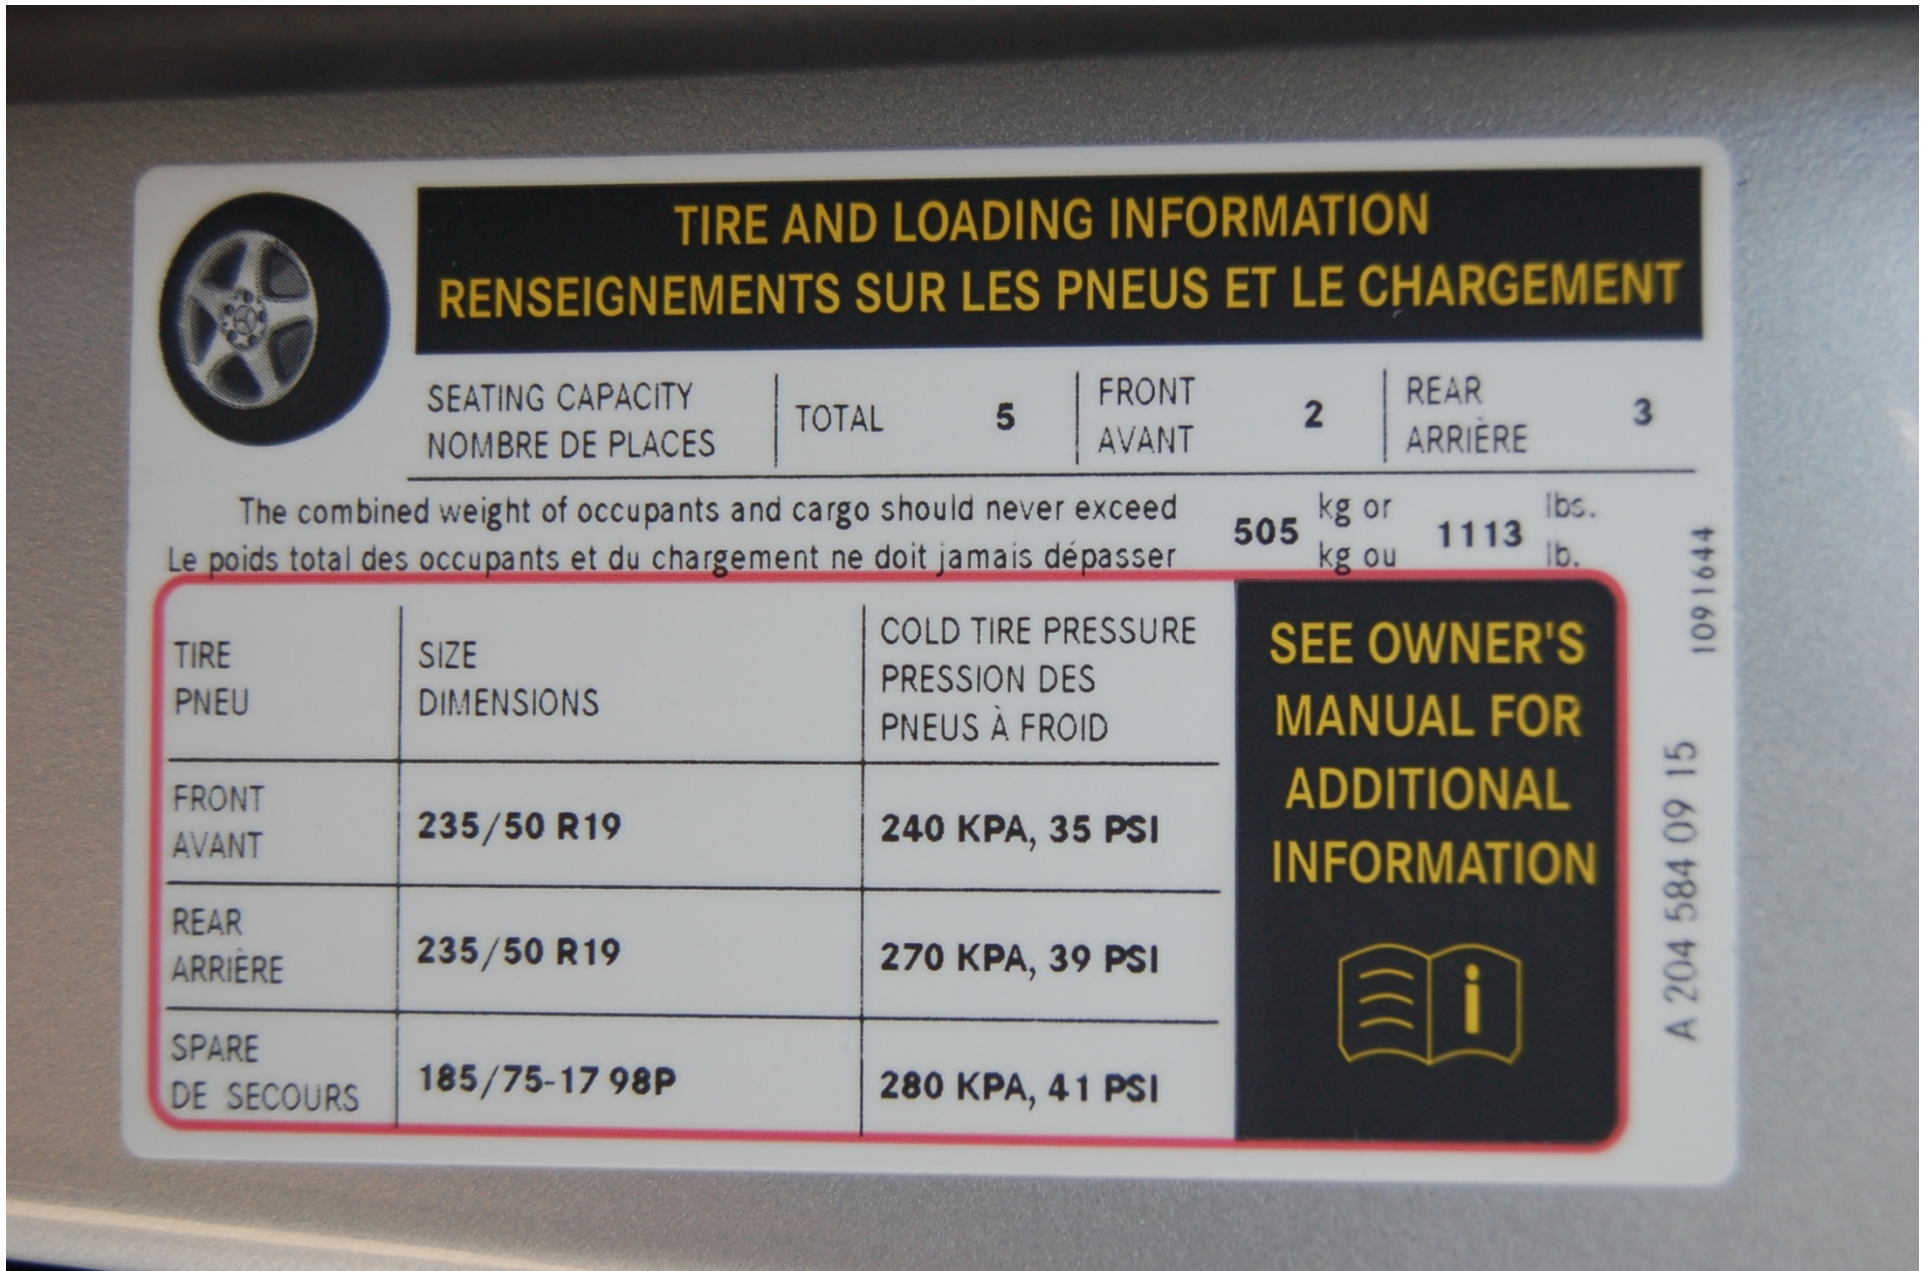 TIRE AND LOADING INFORMATION
RENSEIGNEMENTS SUR LES PNEUS ET LE CHARGEMENT
SEATING CAPACITY
NOMBRE DE PLACES
TOTAL 5
FRONT
AVANT
2
REAR
ARRIÈRE
3
The combined weight of occupants and cargo should never exceed
Le poids total des occupants et du chargement ne doit jamais dépasser
505
kg or
kg ou
1113
lbs.
lb.
TIRE
PNEU
SIZE
DIMENSIONS
COLD TIRE PRESSURE
PRESSION DES
PNEUS À FROID
FRONT
AVANT
235/50 R19
240 KPA, 35 PSI
REAR
ARRIÈRE
235/50 R19
270 KPA, 39 PSI
SPARE
DE SECOURS
185/75-17 98P
280 KPA, 41 PSI
SEE OWNER'S
MANUAL FOR
ADDITIONAL
INFORMATION
i
1091644
A 204 584 09 15